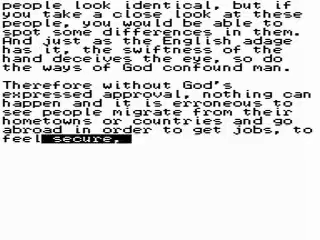 people look identical, but if
you take a close look at these
people, you would be able to
spot some differences in them.
And just as the English adage
has it, the swiftness of the
hand deceives the eye, so do
the ways of God confound man.
Therefore without God's
expressed approval, nothing can
happen and it is erroneous to
see people migrate from their
hometowns or countries and go
abroad in order to get jobs, to
feel secure,